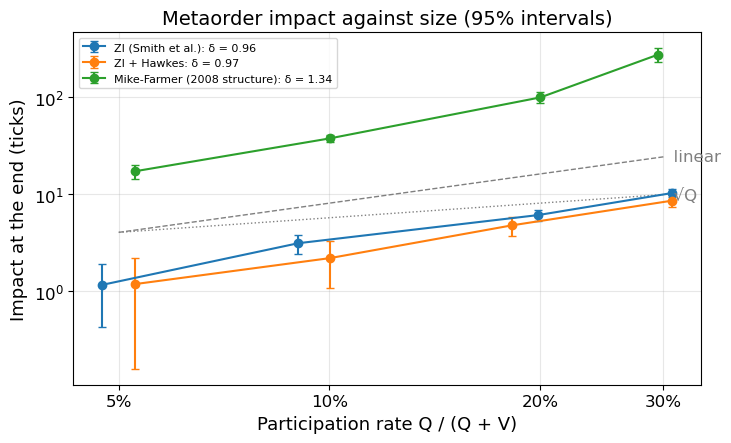 Metaorder impact against size (95% intervals)
ZI (Smith et al.): δ = 0.96
ZI + Hawkes: δ = 0.97
Mike-Farmer (2008 structure): δ = 1.34
Impact at the end (ticks)
10²
10¹
10⁰
linear
√Q
5%
10%
20%
30%
Participation rate Q / (Q + V)